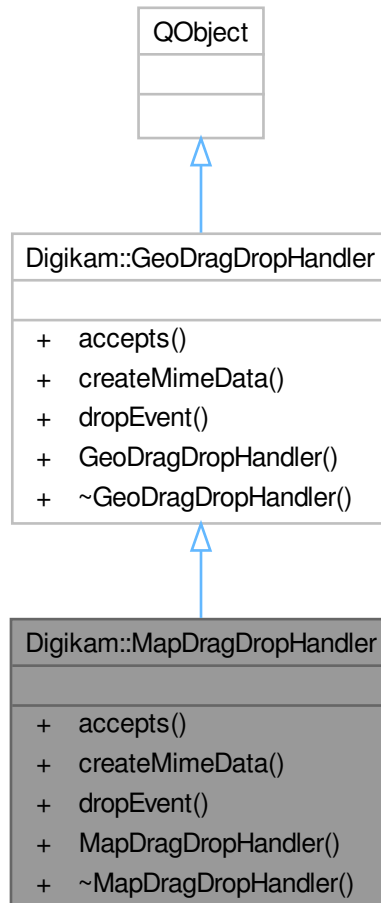 QObject
Digikam::GeoDragDropHandler
+ accepts()
+ createMimeData()
+ dropEvent()
+ GeoDragDropHandler()
+ ~GeoDragDropHandler()
Digikam::MapDragDropHandler
+ accepts()
+ createMimeData()
+ dropEvent()
+ MapDragDropHandler()
+ ~MapDragDropHandler()